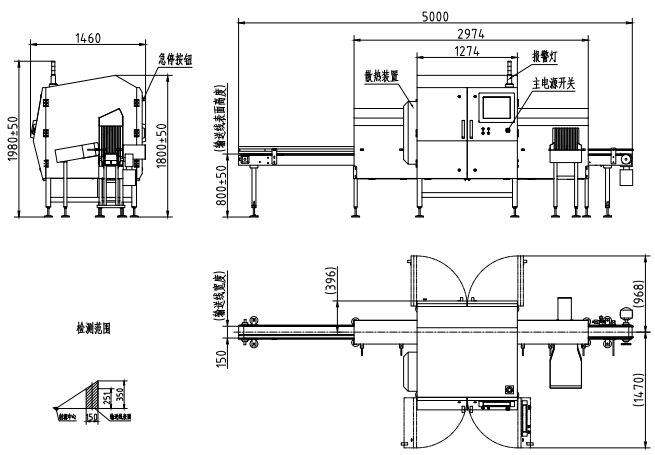 5000
1460
2974
1274
急停按钮
报警灯
散热装置
主电源开关
1980±50
1800±50
(输送线表面高度)
800±50
(输送线宽度)
150
(396)
(968)
(1470)
检测范围
251
350
射源中心
150
输送线表面